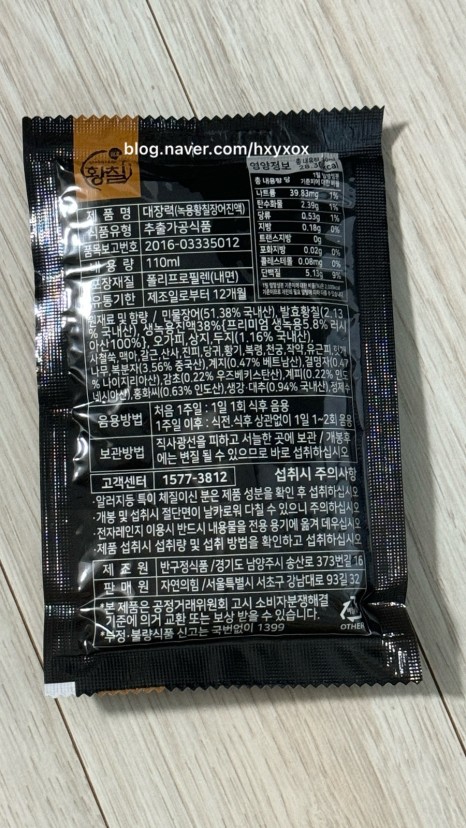 blog.naver.com/hxyxox
황칠
영양정보
28.3kcal
총 내용량 당
나트륨 39.83mg 1%
탄수화물 2.39g 1%
당류 0.53g 1%
지방 0.18g 0%
트랜스지방 0g
포화지방 0.02g 0%
콜레스테롤 0.08mg 0%
단백질 5.13g 9%
제 품 명 대장력(녹용황칠장어진액)
식품유형 추출가공식품
품목보고번호 2016-03335012
내 용 량 110ml
포장재질 폴리프로필렌(내면)
유통기한 제조일로부터 12개월
원재료 및 함량 / 민물장어(51.38% 국내산), 발효황칠(2.13
% 국내산), 생녹용진액38%{프리미엄 생녹용5.8% 러시
아산100%}, 오가피, 상지, 두지(1.16% 국내산),
사철쑥, 맥아, 갈근, 산사, 진피, 당귀, 황기, 복령, 천궁, 작약, 유근피,
나무, 복분자(3.56% 중국산), 계지(0.47% 베트남산),
% 나이지리아산), 감초(0.22% 우즈베키스탄산), 계피(0.22% 인도
네시아산), 홍화씨(0.63% 인도산), 생강·대추(0.94% 국내산), 정제수
음용방법 처음 1주일 : 1일 1회 식후 음용
1주일 이후 : 식전.식후 상관없이 1일 1~2회 음용
보관방법 직사광선을 피하고 서늘한 곳에 보관 / 개봉후
에는 변질 될 수 있으므로 바로 섭취하십시오
고객센터 1577-3812 섭취시 주의사항
·알러지등 특이 체질이신 분은 제품 성분을 확인 후 섭취하십시오
·개봉 및 섭취시 절단면이 날카로워 다칠 수 있으니 주의하십시오
·전자레인지 이용시 반드시 내용물을 전용 용기에 옮겨 데우십시오
·제품 섭취시 섭취량 및 섭취 방법을 확인하고 섭취하십시오
제 조 원 반구정식품 /경기도 남양주시 송산로 373번길 16
판 매 원 자연의힘 /서울특별시 서초구 강남대로 93길 32
*본 제품은 공정거래위원회 고시 소비자분쟁해결
기준에 의거 교환 또는 보상 받을 수 있습니다.
*부정·불량식품 신고는 국번없이 1399
OTHER